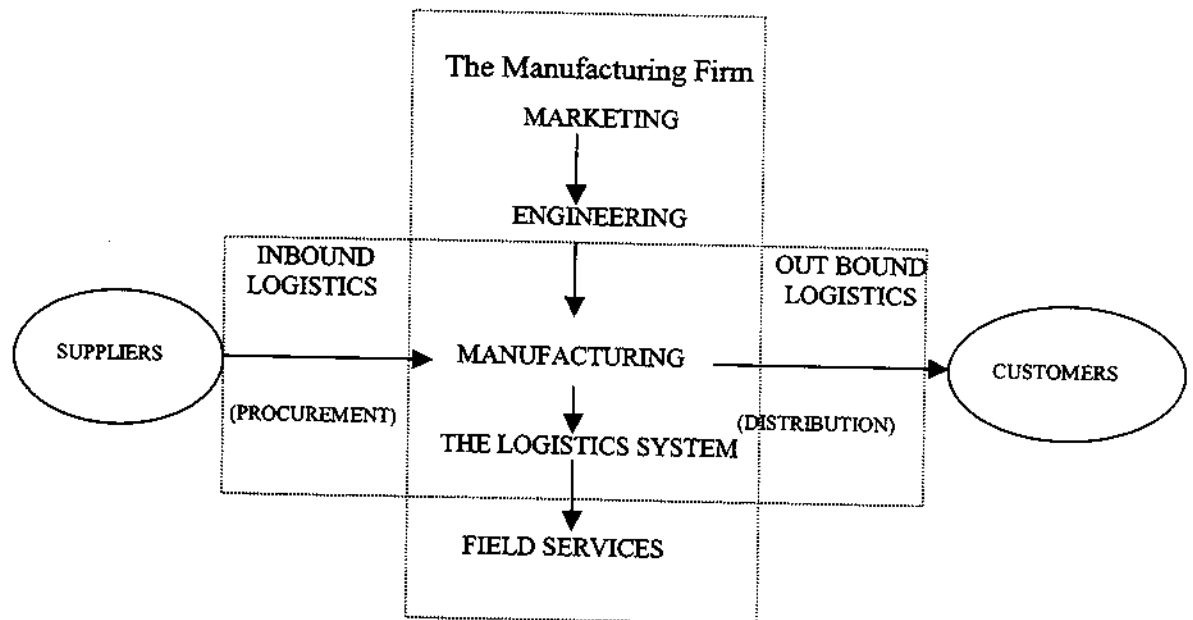 The Manufacturing Firm
MARKETING
ENGINEERING
INBOUND
LOGISTICS
OUT BOUND
LOGISTICS
SUPPLIERS
MANUFACTURING
CUSTOMERS
(PROCUREMENT)
(DISTRIBUTION)
THE LOGISTICS SYSTEM
FIELD SERVICES